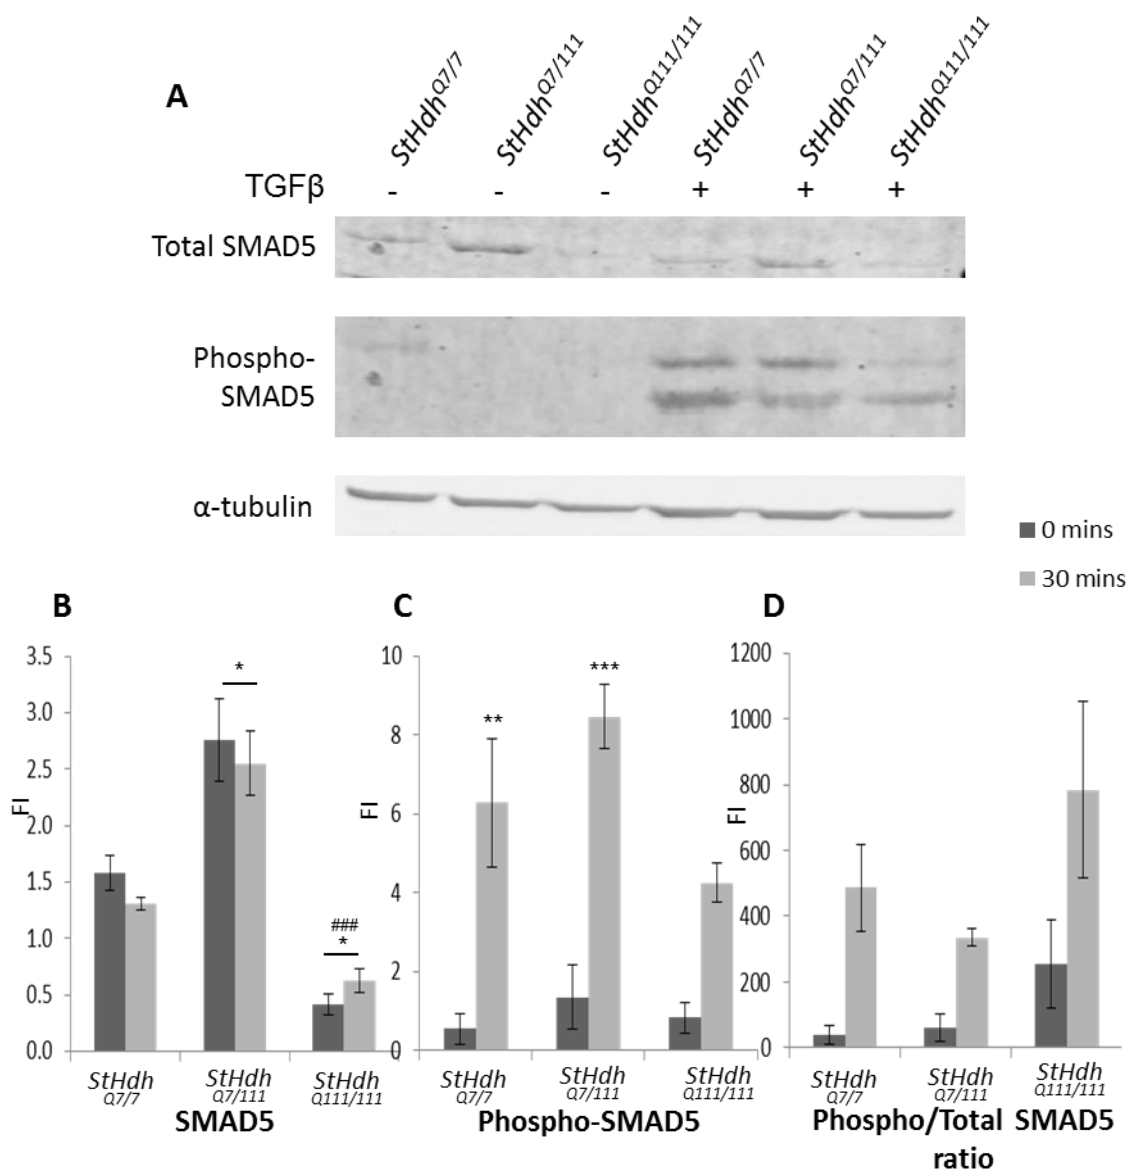 A
StHdhQ7/7 StHdhQ7/111 StHdhQ111/111 StHdhQ7/7 StHdhQ7/111 StHdhQ111/111
TGFβ - - - + + +
Total SMAD5
Phospho-
SMAD5
α-tubulin
0 mins
30 mins
B
3.5
3.0
2.5
2.0
1.5
1.0
0.5
0.0
FI
*
###
*
StHdh StHdh StHdh
Q7/7 Q7/111 Q111/111
SMAD5
C
10
8
6
4
2
0
FI
**
***
StHdh StHdh StHdh
Q7/7 Q7/111 Q111/111
Phospho-SMAD5
D
1200
1000
800
600
400
200
0
FI
StHdh StHdh StHdh
Q7/7 Q7/111 Q111/111
Phospho/Total SMAD5
ratio